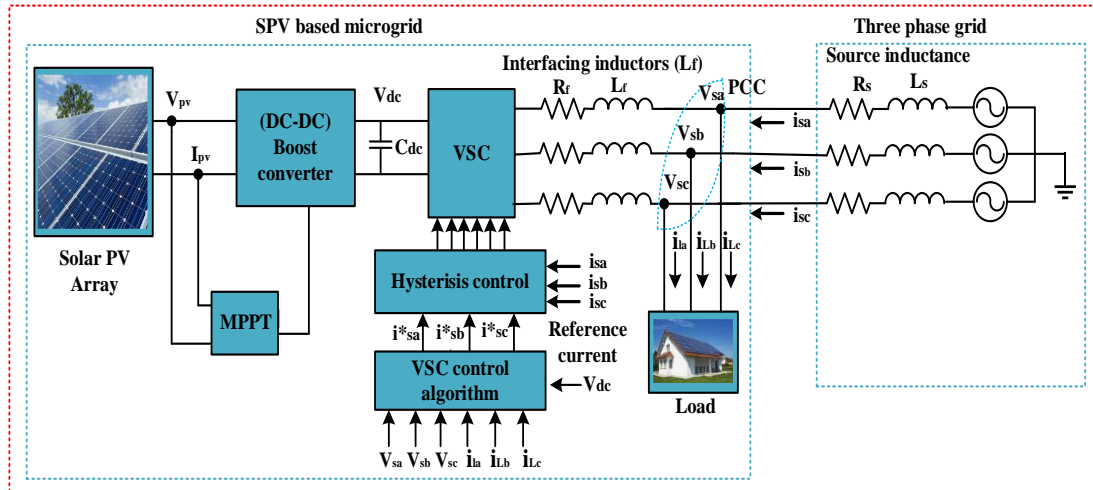 SPV based microgrid
Three phase grid
Interfacing inductors (Lf)
Source inductance
Vpv
Ipv
(DC-DC)
Boost
converter
Vdc
Cdc
VSC
Rf
Lf
Vsa
PCC
Vsb
Vsc
isa
isb
isc
Rs
Ls
Solar PV
Array
MPPT
Hysterisis control
isa
isb
isc
ila
iLb
iLc
i*sa
i*sb
i*sc
Reference
current
VSC control
algorithm
Vdc
Load
Vsa
Vsb
Vsc
ila
iLb
iLc